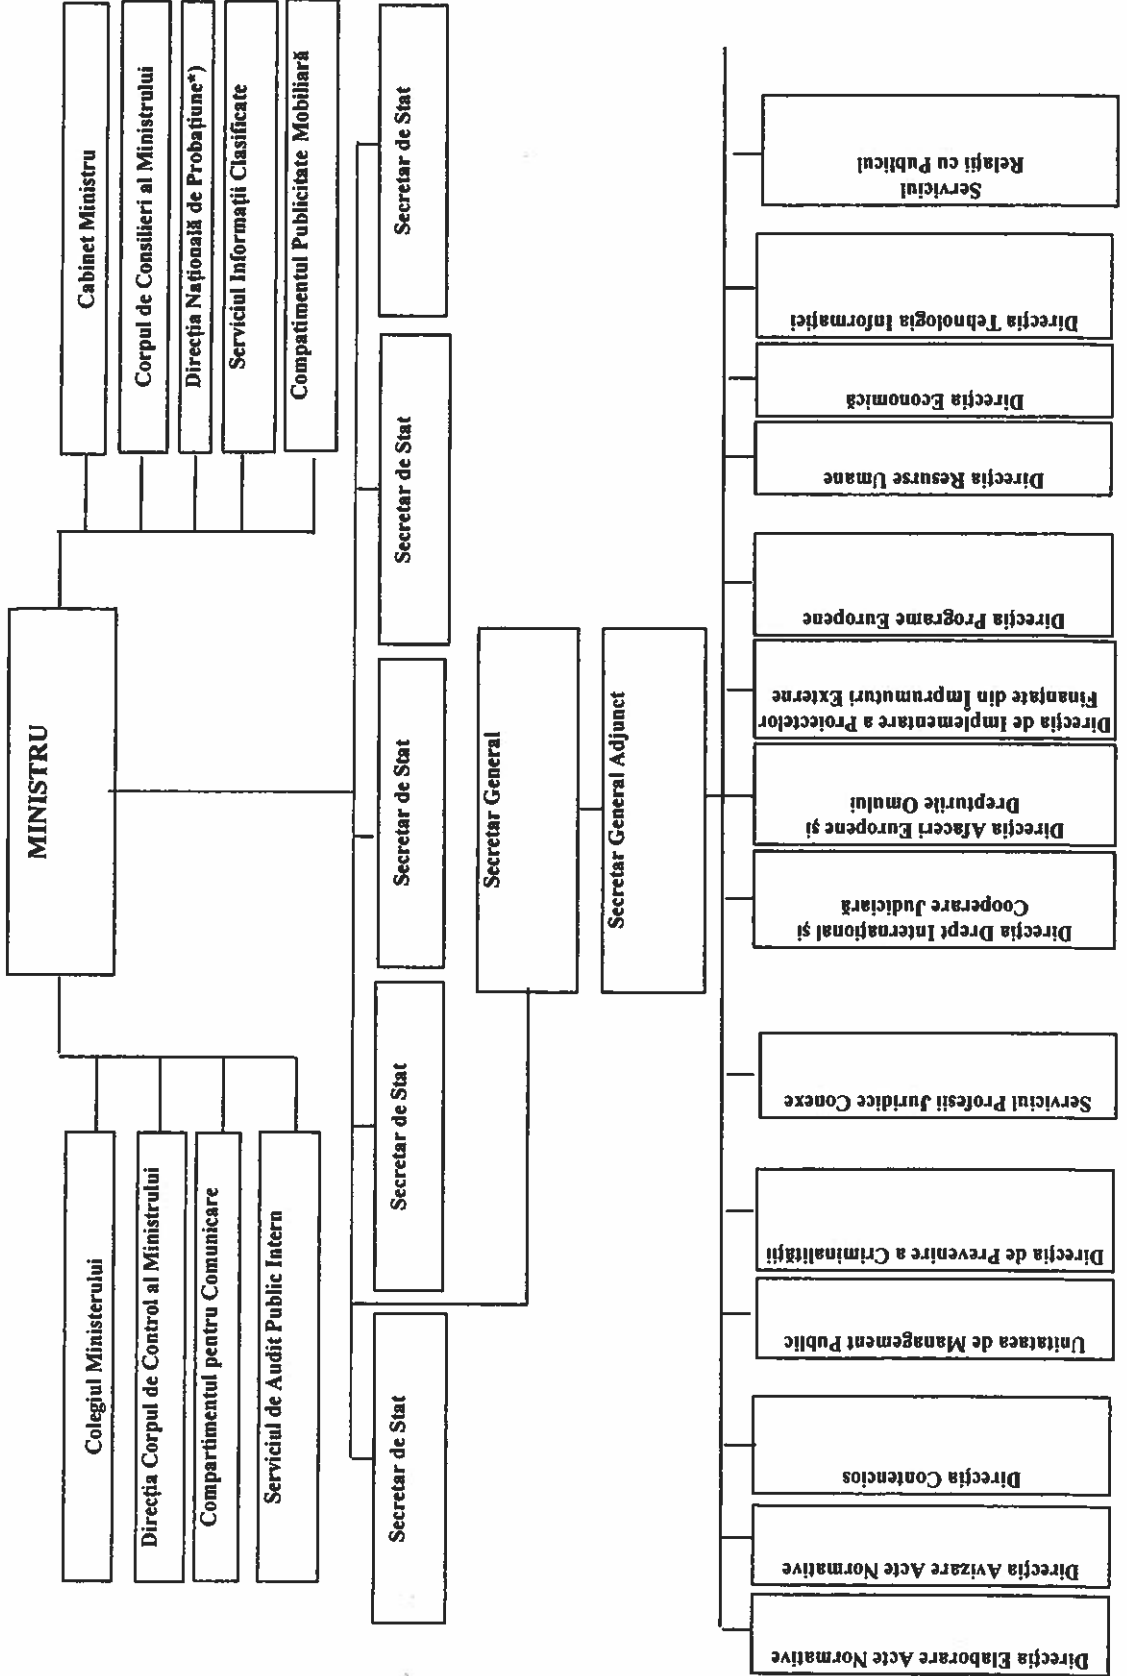 MINISTRU
Colegiul Ministerului
Direcția Corpul de Control al Ministrului
Compartimentul pentru Comunicare
Serviciul de Audit Public Intern
Cabinet Ministru
Corpul de Consilieri al Ministrului
Direcția Națională de Probațiune*)
Serviciul Informații Clasificate
Compatimentul Publicitate Mobiliară
Secretar de Stat
Secretar de Stat
Secretar de Stat
Secretar de Stat
Secretar de Stat
Secretar General
Secretar General Adjunct
Direcția Elaborare Acte Normative
Direcția Avizare Acte Normative
Direcția Contencios
Unitataea de Management Public
Direcția de Prevenire a Criminalității
Serviciul Profesii Juridice Conexe
Direcția Drept Internațional și
Cooperare Judiciară
Direcția Afaceri Europene și
Drepturile Omului
Direcția de Implementare a Proiectelor
Finanțate din Împrumuturi Externe
Direcția Programe Europene
Direcția Resurse Umane
Direcția Economică
Direcția Tehnologia Informației
Serviciul
Relații cu Publicul